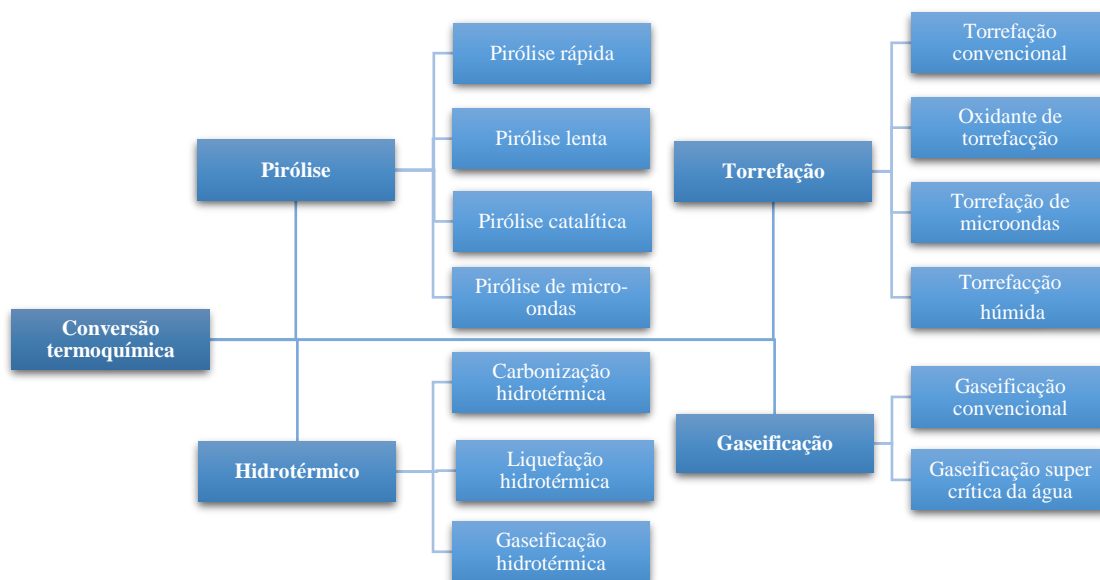 Conversão
termoquímica
Pirólise
Pirólise rápida
Pirólise lenta
Pirólise catalítica
Pirólise de micro-
ondas
Hidrotérmico
Carbonização
hidrotérmica
Liquefação
hidrotérmica
Gaseificação
hidrotérmica
Torrefação
Torrefação
convencional
Oxidante de
torrefacção
Torrefação de
microondas
Torrefacção
húmida
Gaseificação
Gaseificação
convencional
Gaseificação super
crítica da água